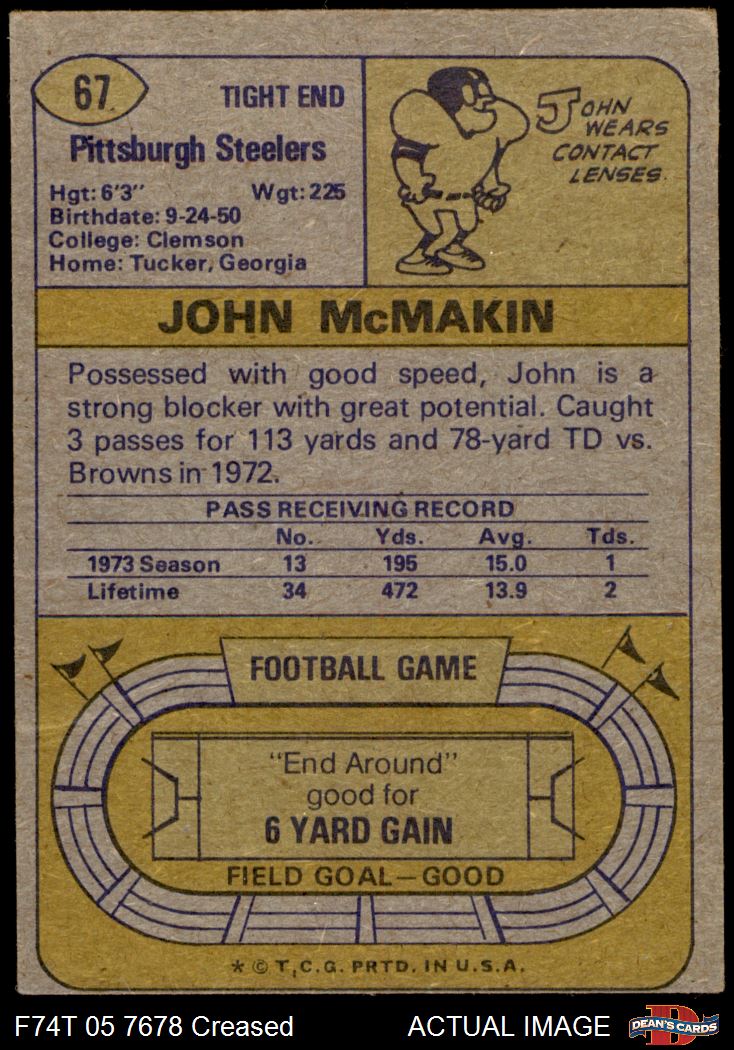 67
TIGHT END
Pittsburgh Steelers
Hgt: 6'3" Wgt: 225
Birthdate: 9-24-50
College: Clemson
Home: Tucker, Georgia
JOHN
WEARS
CONTACT
LENSES.
JOHN McMAKIN
Possessed with good speed, John is a
strong blocker with great potential. Caught
3 passes for 113 yards and 78-yard TD vs.
Browns in 1972.
PASS RECEIVING RECORD
No. Yds. Avg. Tds.
1973 Season 13 195 15.0 1
Lifetime 34 472 13.9 2
FOOTBALL GAME
"End Around"
good for
6 YARD GAIN
FIELD GOAL—GOOD
* © T.C.G. PRTD. IN U.S.A.
F74T 05 7678 Creased ACTUAL IMAGE
D
DEAN'S CARDS